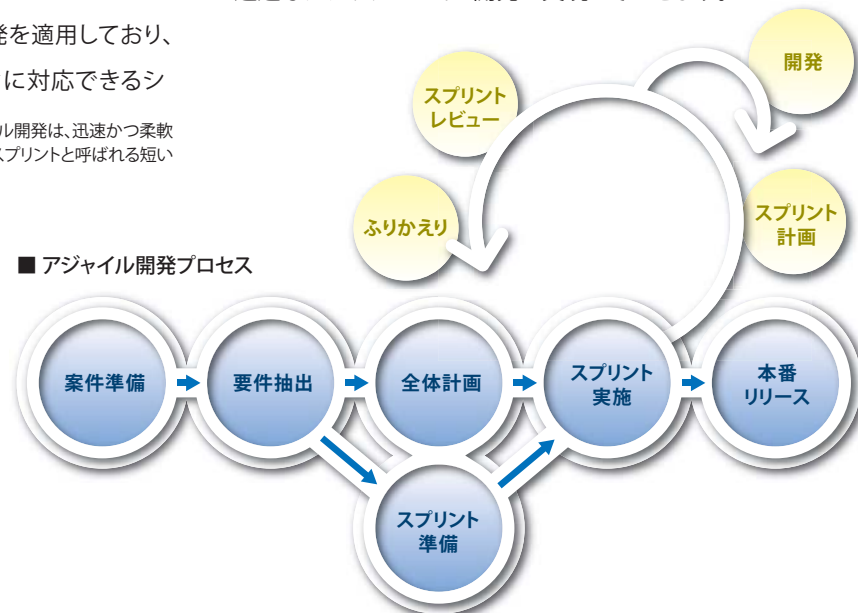 発を適用しており、
に対応できるシ
ル開発は、迅速かつ柔軟
スプリントと呼ばれる短い
開発
スプリント
レビュー
スプリント
計画
ふりかえり
■ アジャイル開発プロセス
案件準備
要件抽出
全体計画
スプリント
実施
本番
リリース
スプリント
準備